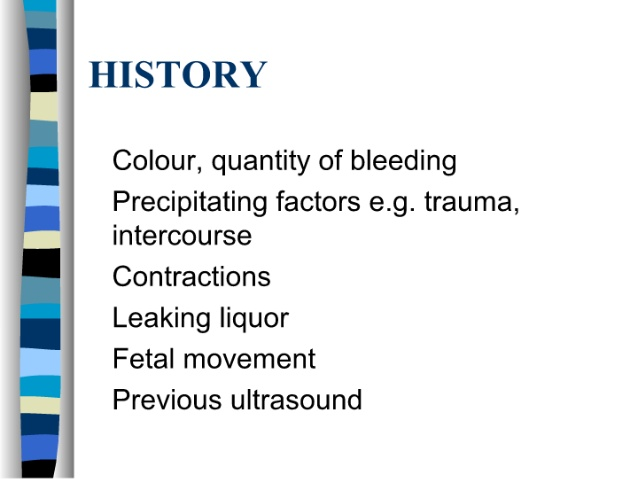 HISTORY
Colour, quantity of bleeding
Precipitating factors e.g. trauma,
intercourse
Contractions
Leaking liquor
Fetal movement
Previous ultrasound